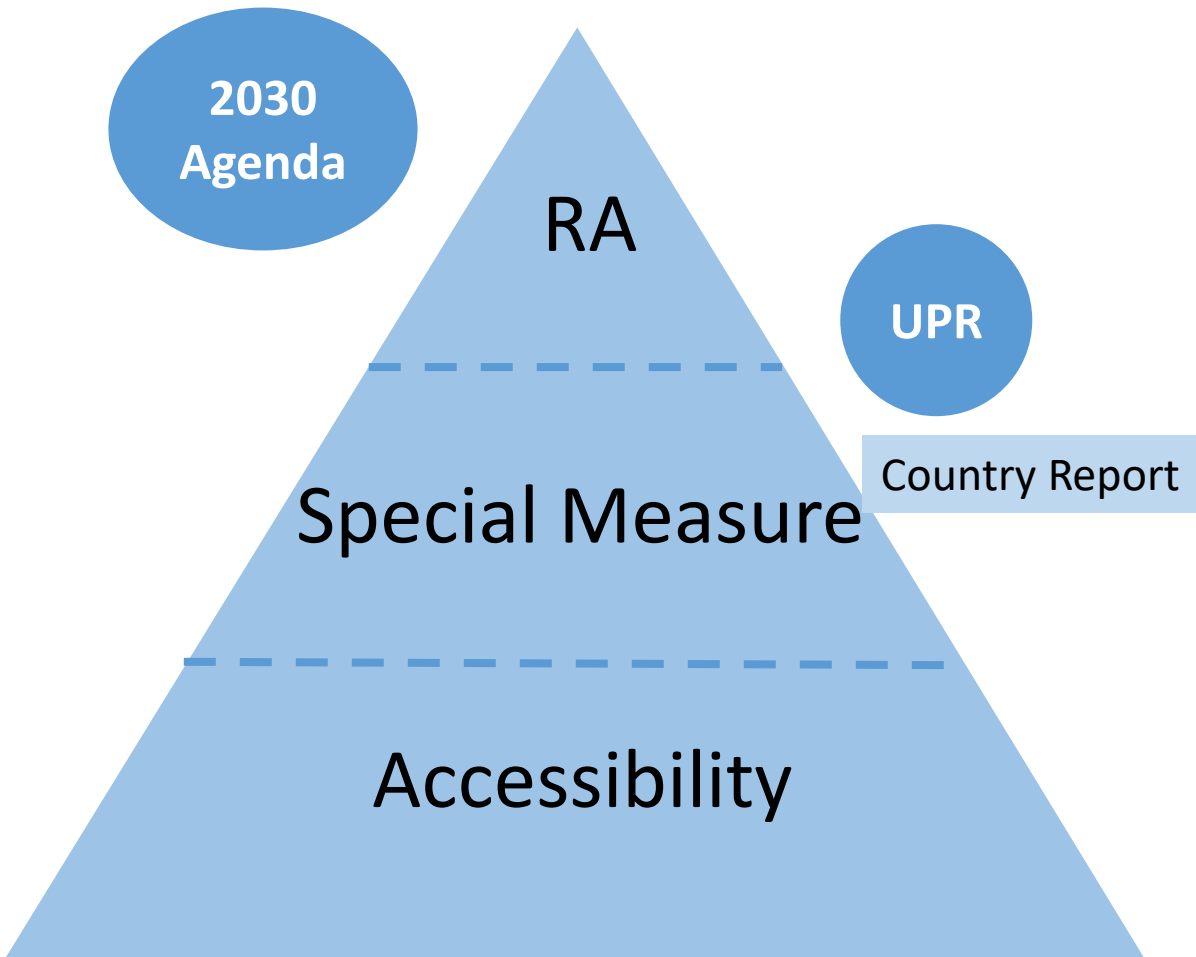 2030
Agenda
RA
UPR
Country Report
Special Measure
Accessibility